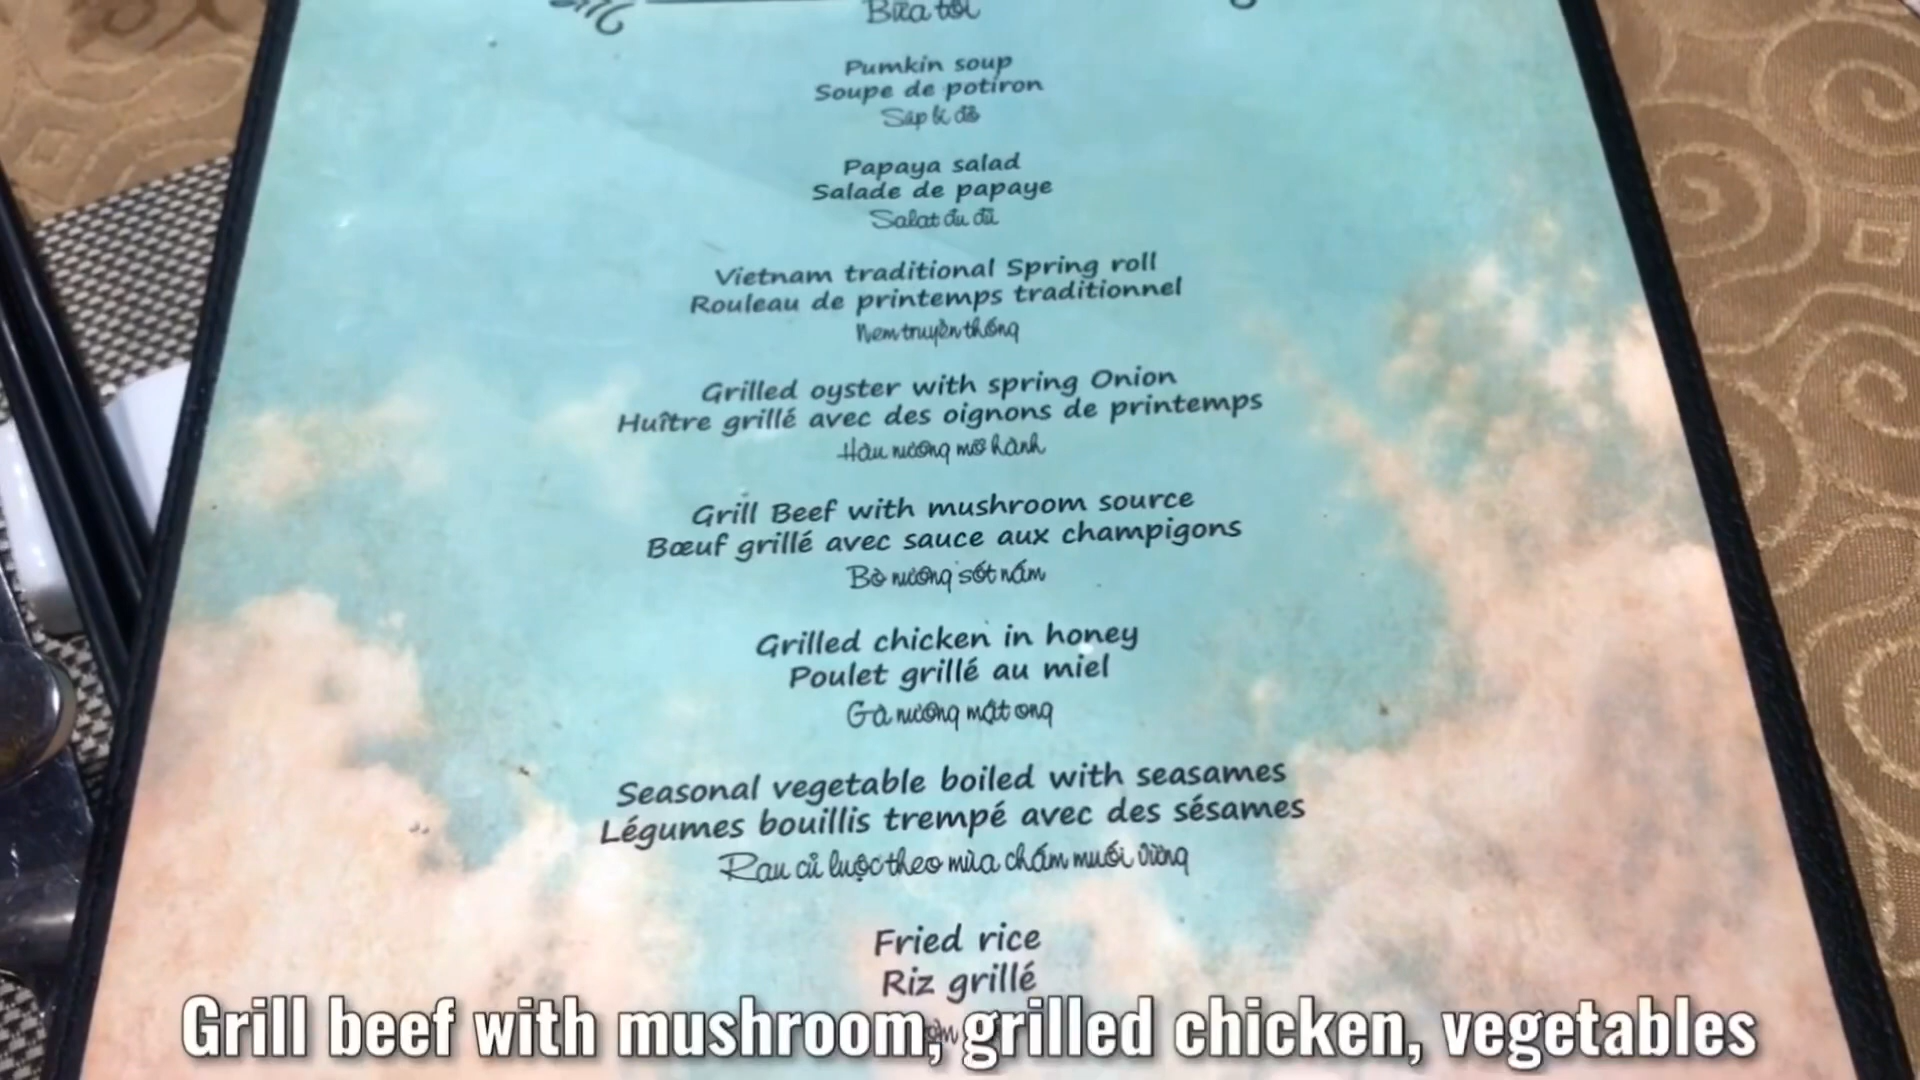 Bữa tối
Pumkin soup
Soupe de potiron
Súp bí đỏ
Papaya salad
Salade de papaye
Salat đu đủ
Vietnam traditional Spring roll
Rouleau de printemps traditionnel
Nem truyền thống
Grilled oyster with spring Onion
Huître grillé avec des oignons de printemps
Hàu nướng mỡ hành
Grill Beef with mushroom source
Bœuf grillé avec sauce aux champigons
Bò nướng sốt nấm
Grilled chicken in honey
Poulet grillé au miel
Gà nướng mật ong
Seasonal vegetable boiled with seasames
Légumes bouillis trempé avec des sésames
Rau củ luộc theo mùa chấm muối vừng
Fried rice
Riz grillé
Grill beef with mushroom, grilled chicken, vegetables